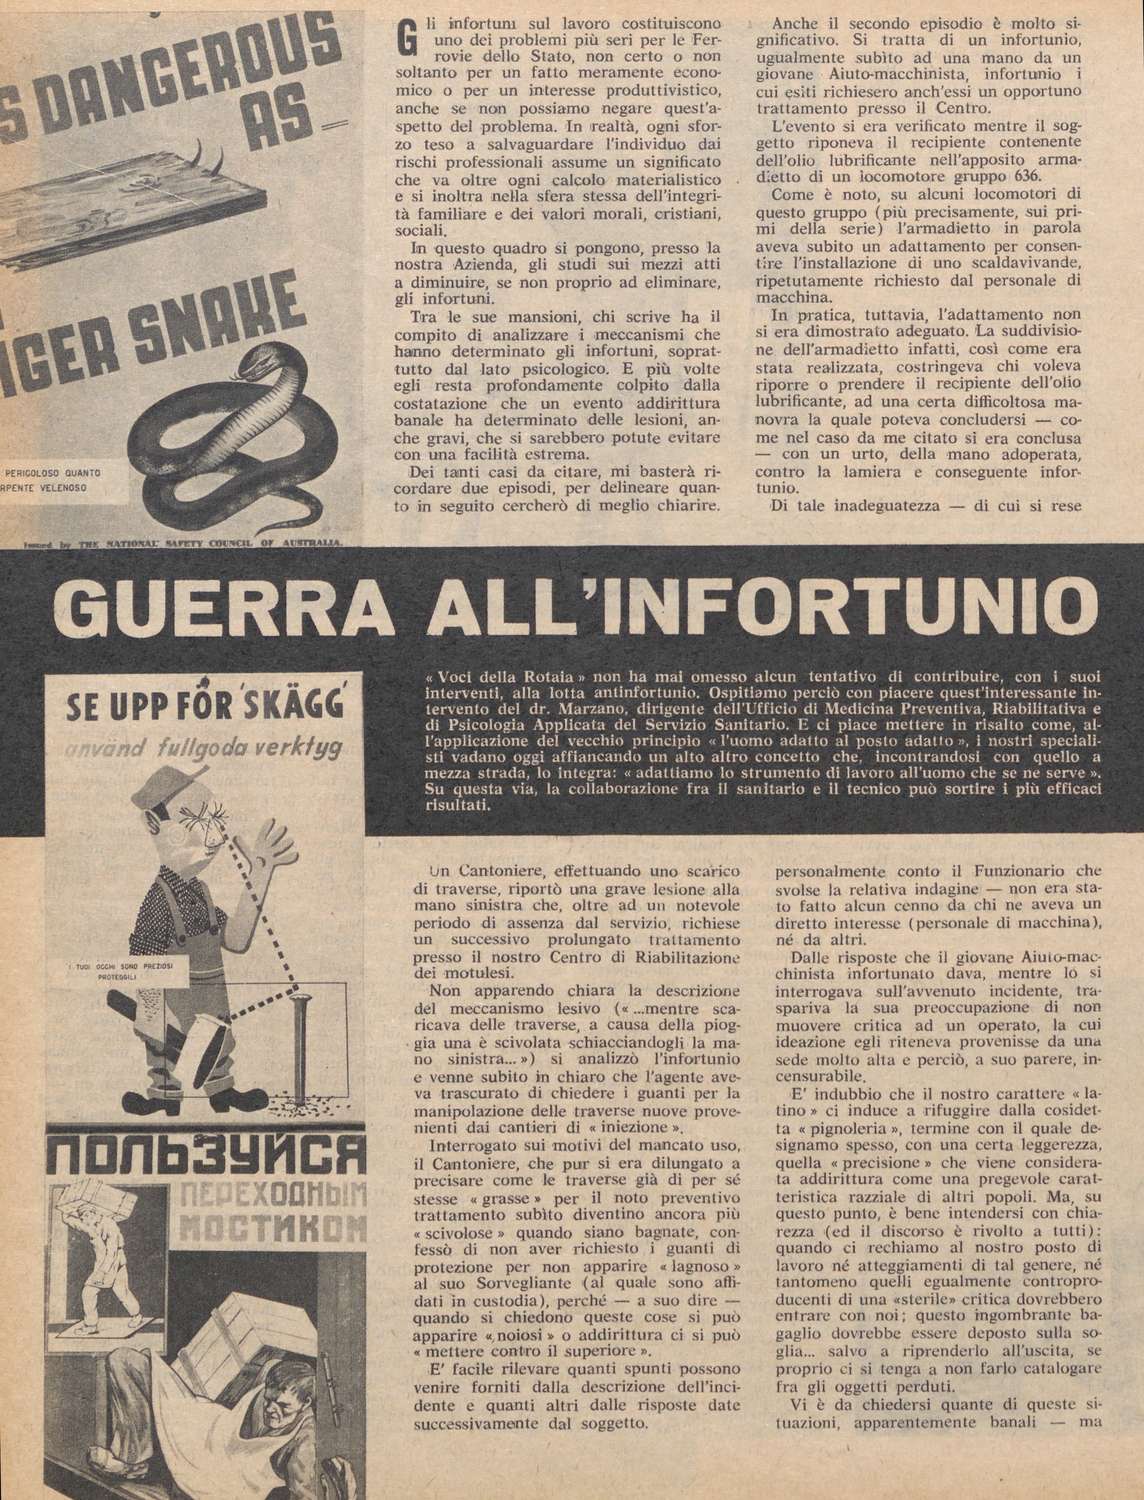 S DANGEROUS
AS
IGER SNAKE
PERICOLOSO QUANTO
RPENTE VELENOSO
Issued by THE NATIONAL SAFETY COUNCIL OF AUSTRALIA.
Gli infortuni sul lavoro costituiscono
uno dei problemi più seri per le Fer-
rovie dello Stato, non certo o non
soltanto per un fatto meramente econo-
mico o per un interesse produttivistico,
anche se non possiamo negare quest'a-
spetto del problema. In realtà, ogni sfor-
zo teso a salvaguardare l'individuo dai
rischi professionali assume un significato
che va oltre ogni calcolo materialistico
e si inoltra nella sfera stessa dell'integri-
tà familiare e dei valori morali, cristiani,
sociali.
In questo quadro si pongono, presso la
nostra Azienda, gli studi sui mezzi atti
a diminuire, se non proprio ad eliminare,
gli infortuni.
Tra le sue mansioni, chi scrive ha il
compito di analizzare i meccanismi che
hanno determinato gli infortuni, soprat-
tutto dal lato psicologico. E più volte
egli resta profondamente colpito dalla
costatazione che un evento addirittura
banale ha determinato delle lesioni, an-
che gravi, che si sarebbero potute evitare
con una facilità estrema.
Dei tanti casi da citare, mi basterà ri-
cordare due episodi, per delineare quan-
to in seguito cercherò di meglio chiarire.
Anche il secondo episodio è molto si-
gnificativo. Si tratta di un infortunio,
ugualmente subìto ad una mano da un
giovane Aiuto-macchinista, infortunio i
cui esiti richiesero anch'essi un opportuno
trattamento presso il Centro.
L'evento si era verificato mentre il sog-
getto riponeva il recipiente contenente
dell'olio lubrificante nell'apposito arma-
dietto di un locomotore gruppo 636.
Come è noto, su alcuni locomotori di
questo gruppo (più precisamente, sui pri-
mi della serie) l'armadietto in parola
aveva subito un adattamento per consen-
tire l'installazione di uno scaldavivande,
ripetutamente richiesto dal personale di
macchina.
In pratica, tuttavia, l'adattamento non
si era dimostrato adeguato. La suddivisio-
ne dell'armadietto infatti, così come era
stata realizzata, costringeva chi voleva
riporre o prendere il recipiente dell'olio
lubrificante, ad una certa difficoltosa ma-
novra la quale poteva concludersi — co-
me nel caso da me citato si era conclusa
— con un urto, della mano adoperata,
contro la lamiera e conseguente infor-
tunio.
Di tale inadeguatezza — di cui si rese
GUERRA ALL'INFORTUNIO
« Voci della Rotaia » non ha mai omesso alcun tentativo di contribuire, con i suoi
interventi, alla lotta antinfortunio. Ospitiamo perciò con piacere quest'interessante in-
tervento del dr. Marzano, dirigente dell'Ufficio di Medicina Preventiva, Riabilitativa e
di Psicologia Applicata del Servizio Sanitario. E ci piace mettere in risalto come, al-
l'applicazione del vecchio principio « l'uomo adatto al posto adatto », i nostri speciali-
sti vadano oggi affiancando un alto altro concetto che, incontrandosi con quello a
mezza strada, lo integra: « adattiamo lo strumento di lavoro all'uomo che se ne serve ».
Su questa via, la collaborazione fra il sanitario e il tecnico può sortire i più efficaci
risultati.
SE UPP FÖR 'SKÄGG'
använd fullgoda verktyg
I TUOI OCCHI SONO PREZIOSI
PROTEGGILI
ПОЛЬЗУЙСЯ
ПЕРЕХОДНЫМ
МОСТИКОМ
Un Cantoniere, effettuando uno scarico
di traverse, riportò una grave lesione alla
mano sinistra che, oltre ad un notevole
periodo di assenza dal servizio, richiese
un successivo prolungato trattamento
presso il nostro Centro di Riabilitazione
dei motulesi.
Non apparendo chiara la descrizione
del meccanismo lesivo (« ...mentre sca-
ricava delle traverse, a causa della piog-
gia una è scivolata schiacciandogli la ma-
no sinistra... ») si analizzò l'infortunio
e venne subito in chiaro che l'agente ave-
va trascurato di chiedere i guanti per la
manipolazione delle traverse nuove prove-
nienti dai cantieri di « iniezione ».
Interrogato sui motivi del mancato uso,
il Cantoniere, che pur si era dilungato a
precisare come le traverse già di per sé
stesse « grasse » per il noto preventivo
trattamento subìto diventino ancora più
« scivolose » quando siano bagnate, con-
fessò di non aver richiesto i guanti di
protezione per non apparire « lagnoso »
al suo Sorvegliante (al quale sono affi-
dati in custodia), perché — a suo dire —
quando si chiedono queste cose si può
apparire « noiosi » o addirittura ci si può
« mettere contro il superiore ».
E' facile rilevare quanti spunti possono
venire forniti dalla descrizione dell'inci-
dente e quanti altri dalle risposte date
successivamente dal soggetto.
personalmente conto il Funzionario che
svolse la relativa indagine — non era sta-
to fatto alcun cenno da chi ne aveva un
diretto interesse (personale di macchina),
né da altri.
Dalle risposte che il giovane Aiuto-mac-
chinista infortunato dava, mentre lo si
interrogava sull'avvenuto incidente, tra-
spariva la sua preoccupazione di non
muovere critica ad un operato, la cui
ideazione egli riteneva provenisse da una
sede molto alta e perciò, a suo parere, in-
censurabile.
E' indubbio che il nostro carattere « la-
tino » ci induce a rifuggire dalla cosidet-
ta « pignoleria », termine con il quale de-
signamo spesso, con una certa leggerezza,
quella « precisione » che viene considera-
ta addirittura come una pregevole carat-
teristica razziale di altri popoli. Ma, su
questo punto, è bene intendersi con chia-
rezza (ed il discorso è rivolto a tutti):
quando ci rechiamo al nostro posto di
lavoro né atteggiamenti di tal genere, né
tantomeno quelli egualmente contropro-
ducenti di una «sterile» critica dovrebbero
entrare con noi; questo ingombrante ba-
gaglio dovrebbe essere deposto sulla so-
glia... salvo a riprenderlo all'uscita, se
proprio ci si tenga a non farlo catalogare
fra gli oggetti perduti.
Vi è da chiedersi quante di queste si-
tuazioni, apparentemente banali — ma